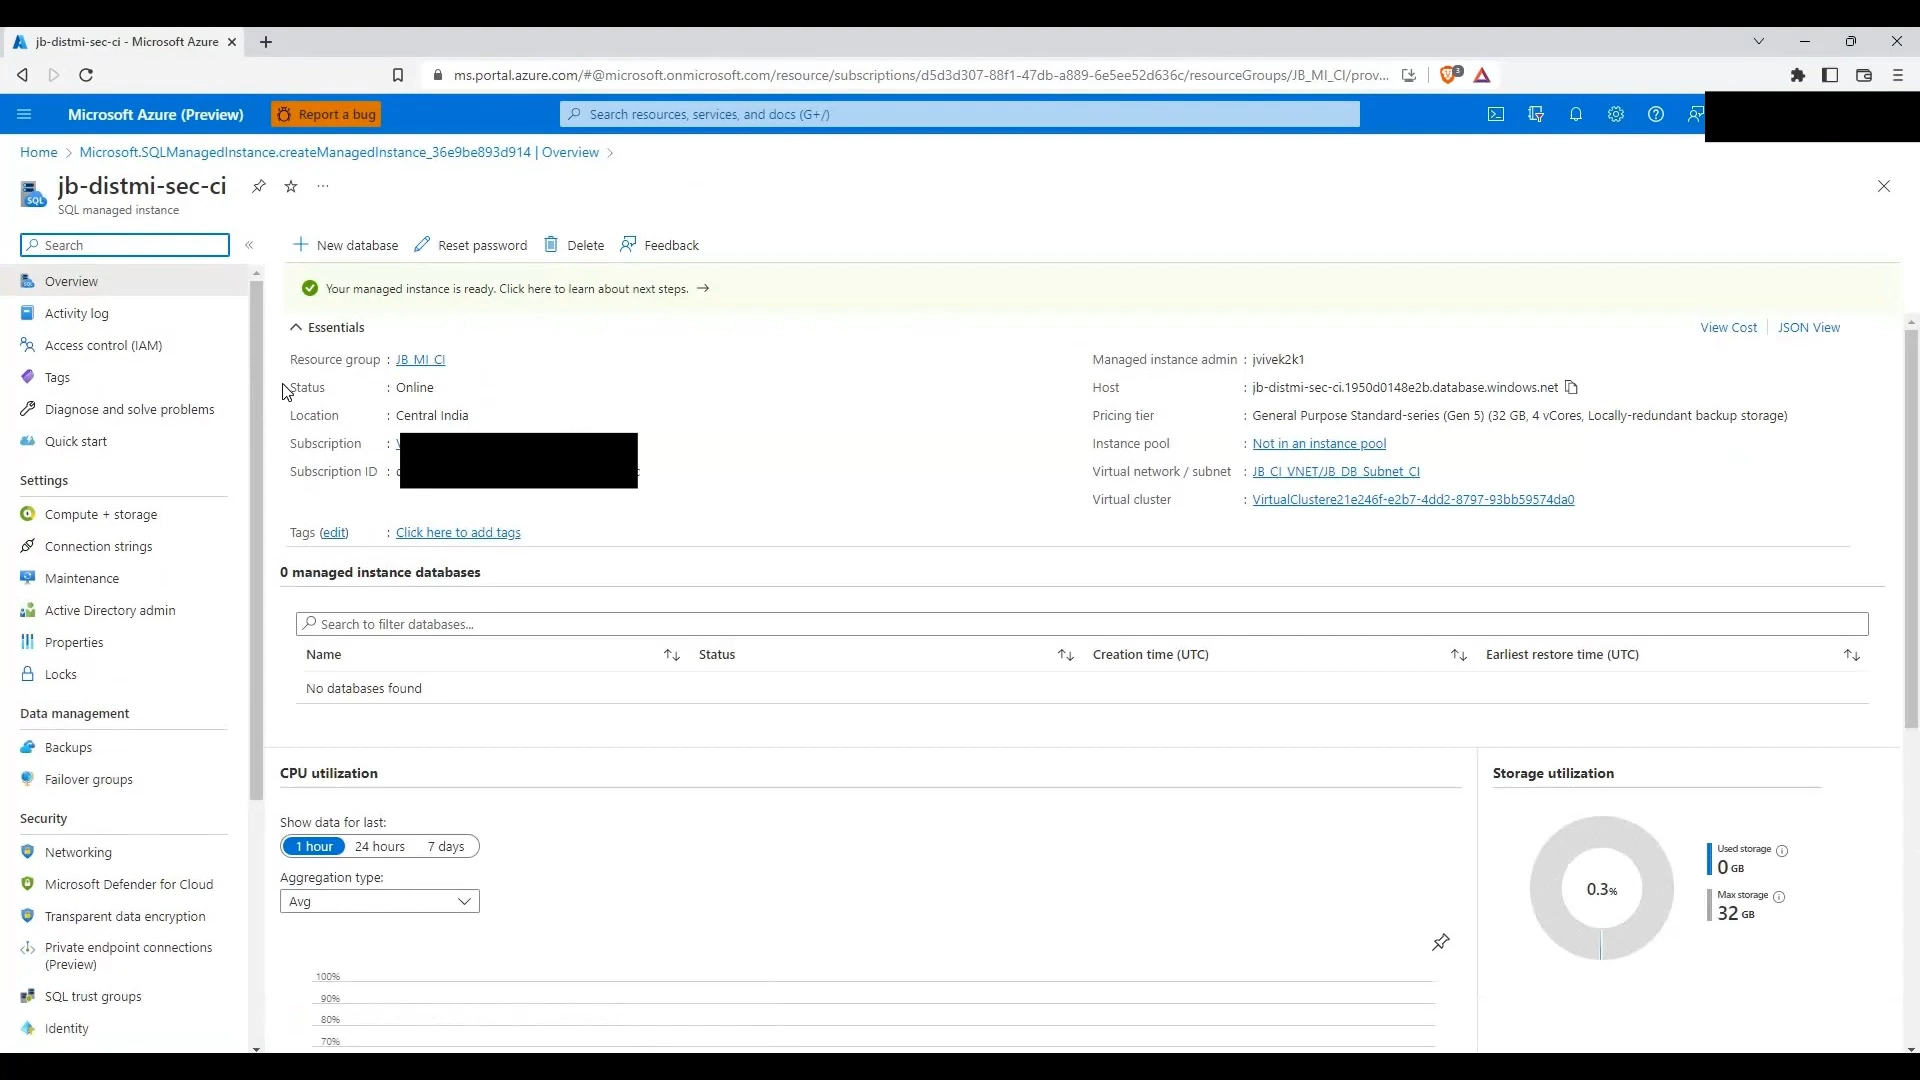 jb-distmi-sec-ci - Microsoft Azure
ms.portal.azure.com/#@microsoft.onmicrosoft.com/resource/subscriptions/d5d3d307-88f1-47db-a889-6e5ee52d636c/resourceGroups/JB_MI_CI/prov...
3
Microsoft Azure (Preview)
Report a bug
Search resources, services, and docs (G+/)
Home > Microsoft.SQLManagedInstance.createManagedInstance_36e9be893d914 | Overview >
jb-distmi-sec-ci
SQL managed instance
Search
Overview
Activity log
Access control (IAM)
Tags
Diagnose and solve problems
Quick start
Settings
Compute + storage
Connection strings
Maintenance
Active Directory admin
Properties
Locks
Data management
Backups
Failover groups
Security
Networking
Microsoft Defender for Cloud
Transparent data encryption
Private endpoint connections
(Preview)
SQL trust groups
Identity
New database
Reset password
Delete
Feedback
Your managed instance is ready. Click here to learn about next steps.
Essentials
View Cost
JSON View
Resource group : JB_MI_CI
Status : Online
Location : Central India
Subscription :
Subscription ID :
Managed instance admin : jvivek2k1
Host : jb-distmi-sec-ci.1950d0148e2b.database.windows.net
Pricing tier : General Purpose Standard-series (Gen 5) (32 GB, 4 vCores, Locally-redundant backup storage)
Instance pool : Not in an instance pool
Virtual network / subnet : JB_CI_VNET/JB_DB_Subnet_CI
Virtual cluster : VirtualClustere21e246f-e2b7-4dd2-8797-93bb59574da0
Tags (edit) : Click here to add tags
0 managed instance databases
Search to filter databases...
Name Status Creation time (UTC) Earliest restore time (UTC)
No databases found
CPU utilization
Show data for last:
1 hour 24 hours 7 days
Aggregation type:
Avg
100%
90%
80%
70%
Storage utilization
0.3%
Used storage
0 GB
Max storage
32 GB